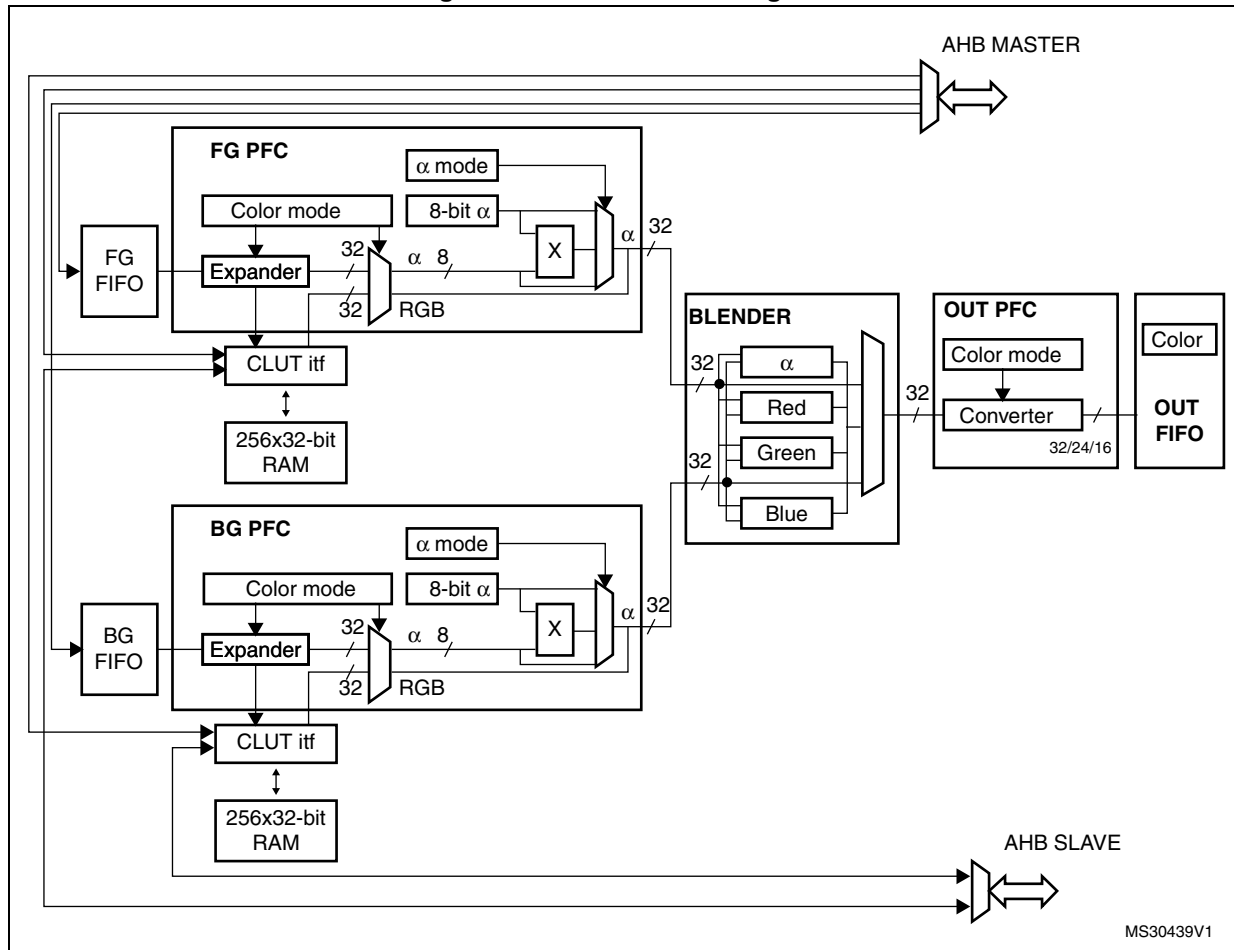 AHB MASTER
FG PFC
α mode
8-bit α
Color mode
FG
FIFO
Expander
32
32
α 8
X
α
32
RGB
CLUT itf
256x32-bit
RAM
BLENDER
32
32
α
Red
Green
Blue
32
OUT PFC
Color mode
Converter
32/24/16
Color
OUT
FIFO
BG PFC
α mode
8-bit α
Color mode
BG
FIFO
Expander
32
32
α 8
X
α
32
RGB
CLUT itf
256x32-bit
RAM
AHB SLAVE
MS30439V1